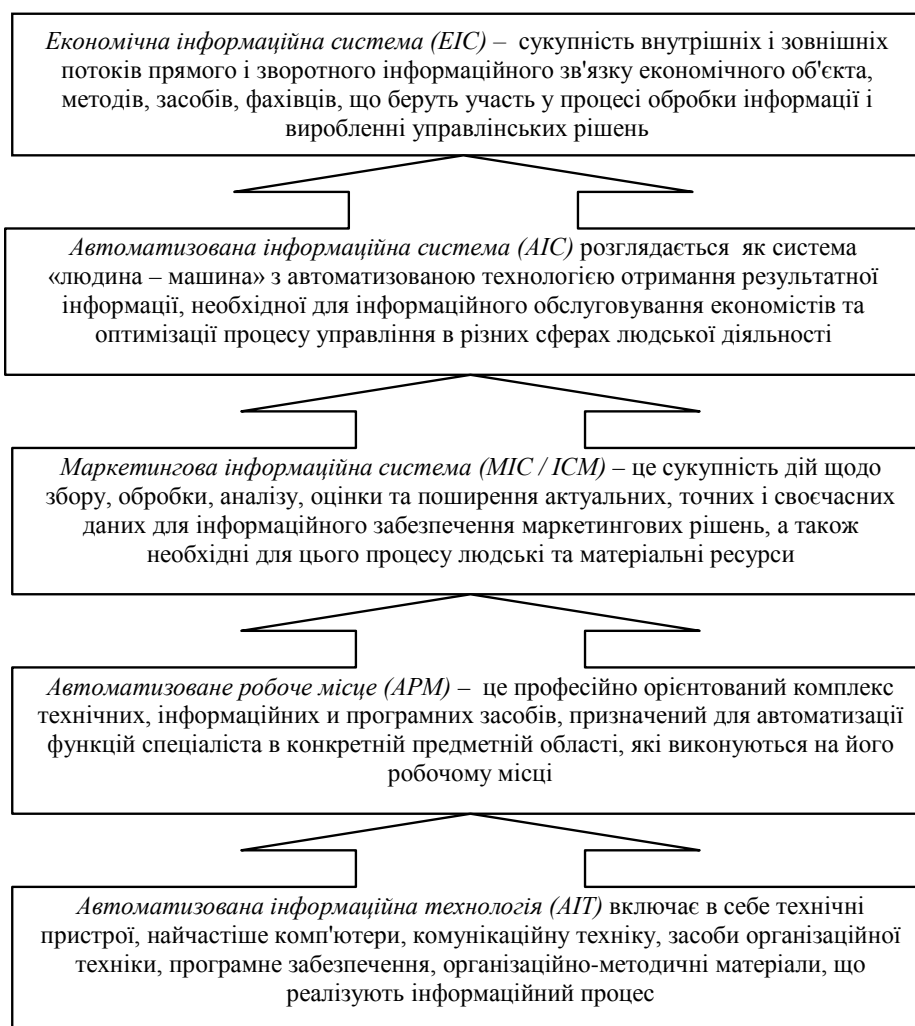 Економічна інформаційна система (ЕІС) – сукупність внутрішніх і зовнішніх
потоків прямого і зворотного інформаційного зв'язку економічного об'єкта,
методів, засобів, фахівців, що беруть участь у процесі обробки інформації і
виробленні управлінських рішень
Автоматизована інформаційна система (АІС) розглядається як система
«людина – машина» з автоматизованою технологією отримання результатної
інформації, необхідної для інформаційного обслуговування економістів та
оптимізації процесу управління в різних сферах людської діяльності
Маркетингова інформаційна система (МІС / ІСМ) – це сукупність дій щодо
збору, обробки, аналізу, оцінки та поширення актуальних, точних і своєчасних
даних для інформаційного забезпечення маркетингових рішень, а також
необхідні для цього процесу людські та матеріальні ресурси
Автоматизоване робоче місце (АРМ) – це професійно орієнтований комплекс
технічних, інформаційних и програмних засобів, призначений для автоматизації
функцій спеціаліста в конкретній предметній області, які виконуються на його
робочому місці
Автоматизована інформаційна технологія (АІТ) включає в себе технічні
пристрої, найчастіше комп'ютери, комунікаційну техніку, засоби організаційної
техніки, програмне забезпечення, організаційно-методичні матеріали, що
реалізують інформаційний процес